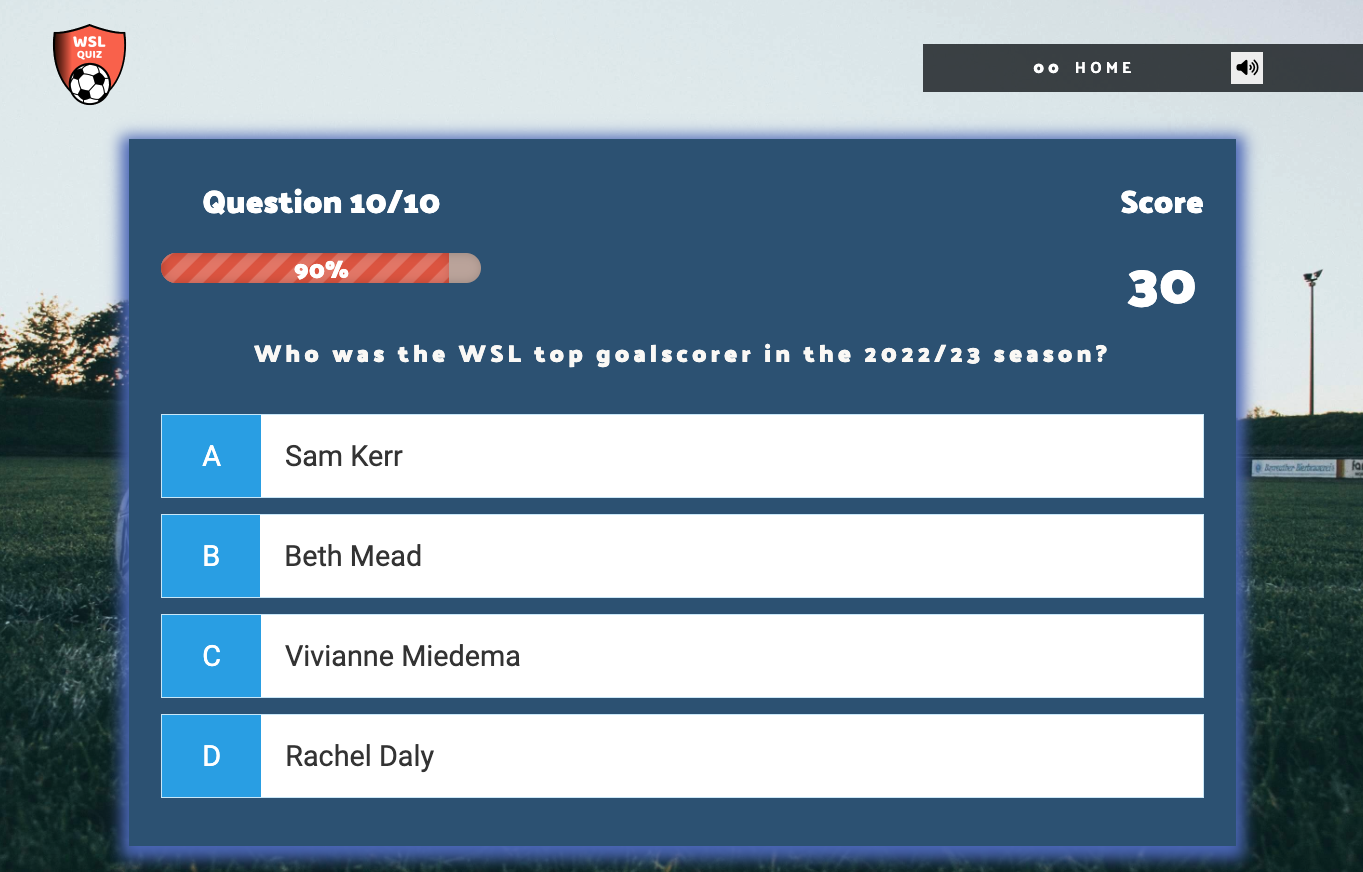 WSL
QUIZ
00 HOME
Question 10/10
Score
90%
30
Who was the WSL top goalscorer in the 2022/23 season?
A Sam Kerr
B Beth Mead
C Vivianne Miedema
D Rachel Daly